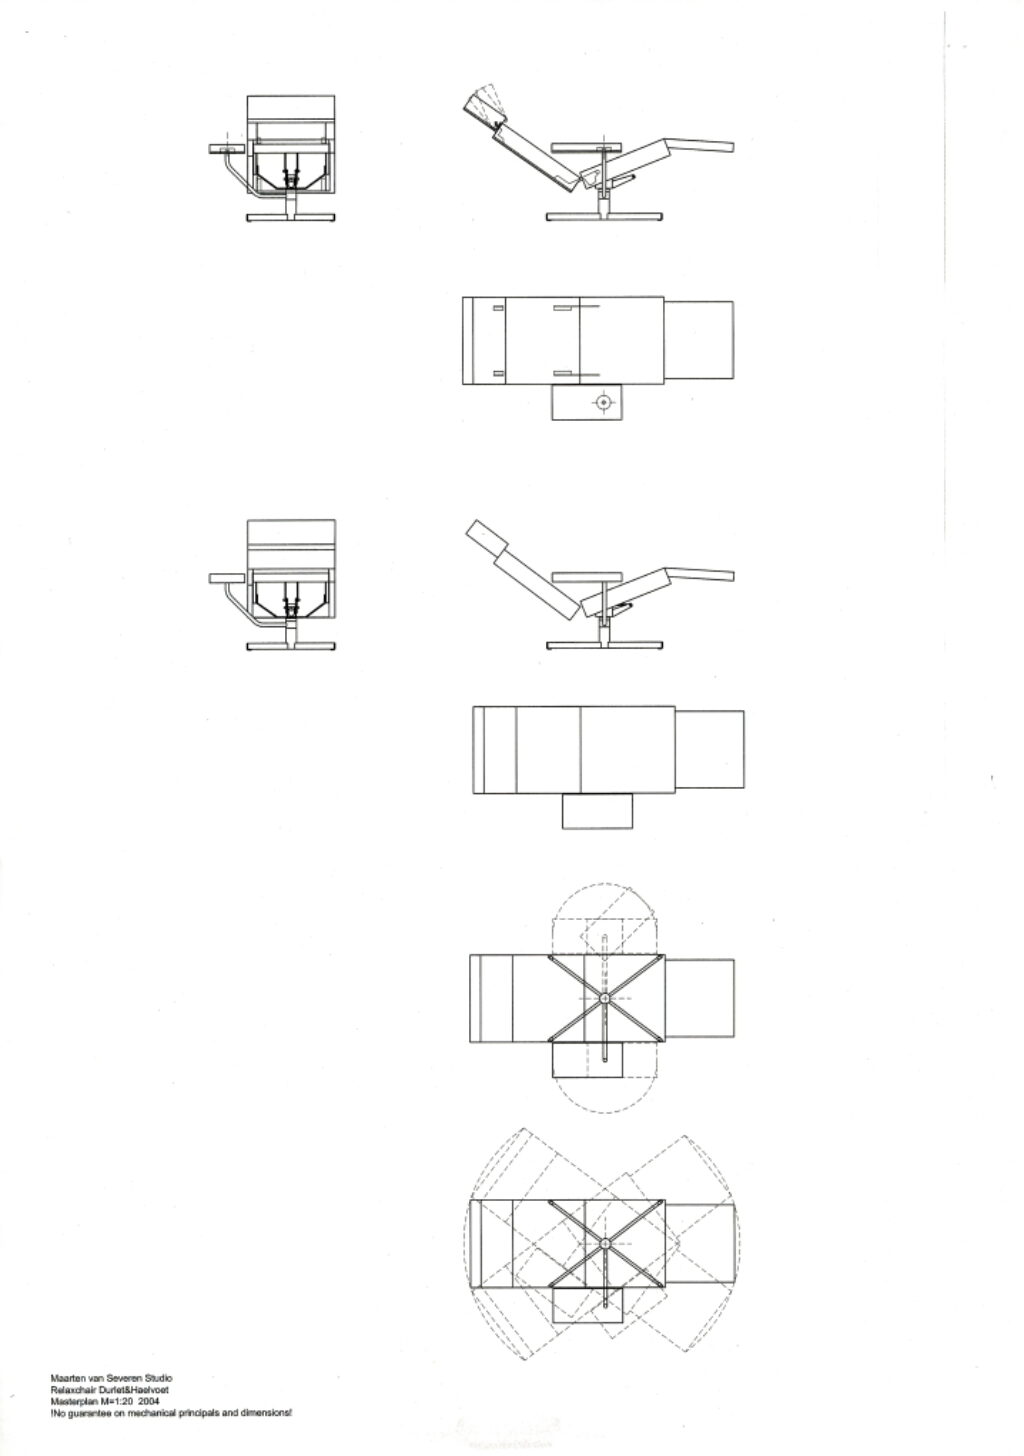 Maarten van Severen Studio
Relaxchair Durlet&Haelvoet
Masterplan M=1:20 2004
!No guarantee on mechanical principals and dimensions!